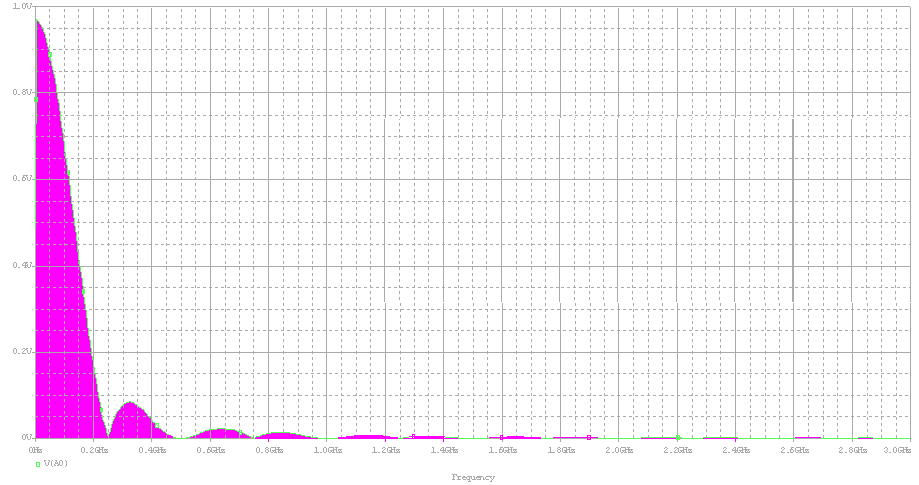 1.0V
0.8V
0.6V
0.4V
0.2V
0V
0Hz 0.2GHz 0.4GHz 0.6GHz 0.8GHz 1.0GHz 1.2GHz 1.4GHz 1.6GHz 1.8GHz 2.0GHz 2.2GHz 2.4GHz 2.6GHz 2.8GHz 3.0GHz
V(A0)
Frequency